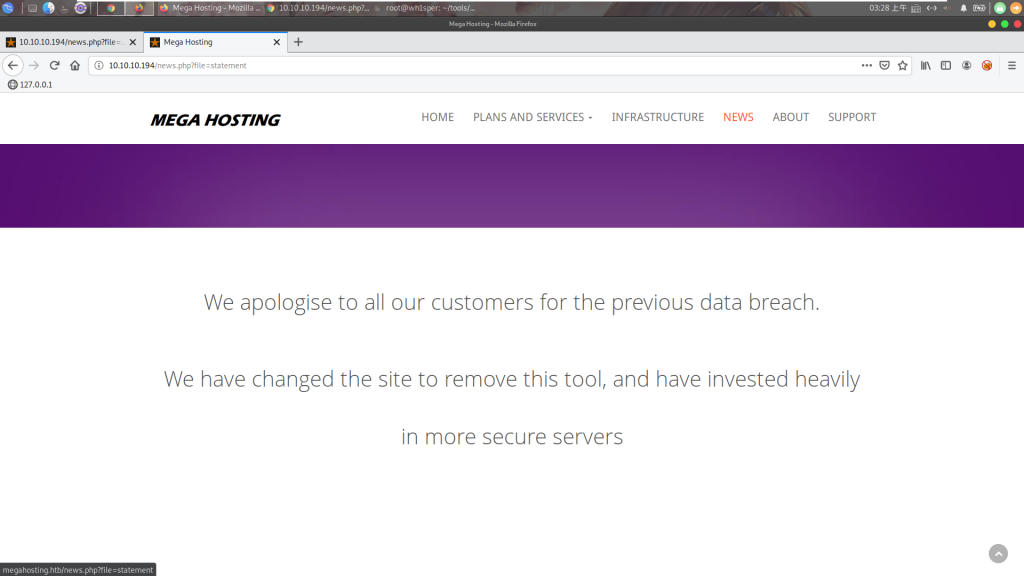 Mega Hosting - Mozilla ...
10.10.10.194/news.php?...
root@wh1sper: ~/tools/...
03:28 上午
Mega Hosting - Mozilla Firefox
10.10.10.194/news.php?file=...
Mega Hosting
10.10.10.194/news.php?file=statement
127.0.0.1
MEGA HOSTING
HOME
PLANS AND SERVICES
INFRASTRUCTURE
NEWS
ABOUT
SUPPORT
We apologise to all our customers for the previous data breach.
We have changed the site to remove this tool, and have invested heavily
in more secure servers
megahosting.htb/news.php?file=statement